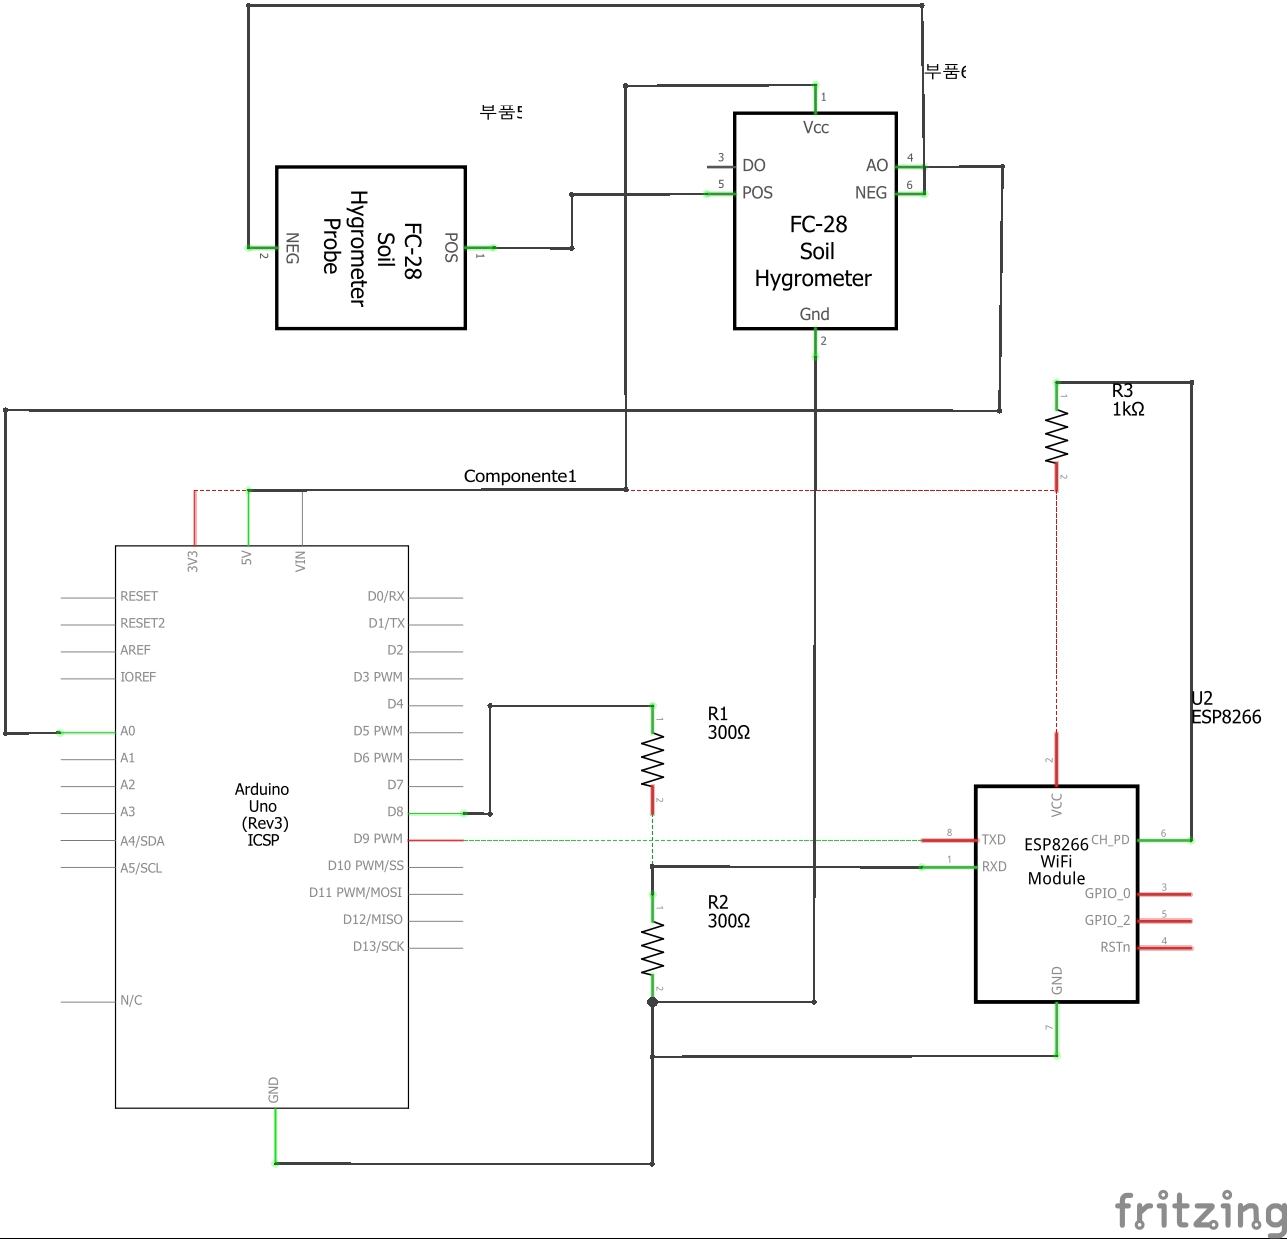 부품6
부품5
1
Vcc
3
DO
AO
4
5
POS
NEG
6
FC-28
Soil
Hygrometer
Gnd
2
NEG
2
FC-28
Soil
Hygrometer
Probe
POS
1
1
R3
1kΩ
2
Componente1
3V3
5V
VIN
RESET
D0/RX
RESET2
D1/TX
AREF
D2
IOREF
D3 PWM
D4
A0
D5 PWM
A1
D6 PWM
A2
D7
A3
D8
A4/SDA
D9 PWM
A5/SCL
D10 PWM/SS
D11 PWM/MOSI
D12/MISO
D13/SCK
N/C
GND
Arduino
Uno
(Rev3)
ICSP
1
R1
300Ω
2
1
R2
300Ω
2
U2
ESP8266
2
VCC
8
TXD
1
RXD
ESP8266
WiFi
Module
CH_PD
6
GPIO_0
3
GPIO_2
5
RSTn
4
GND
7
fritzing